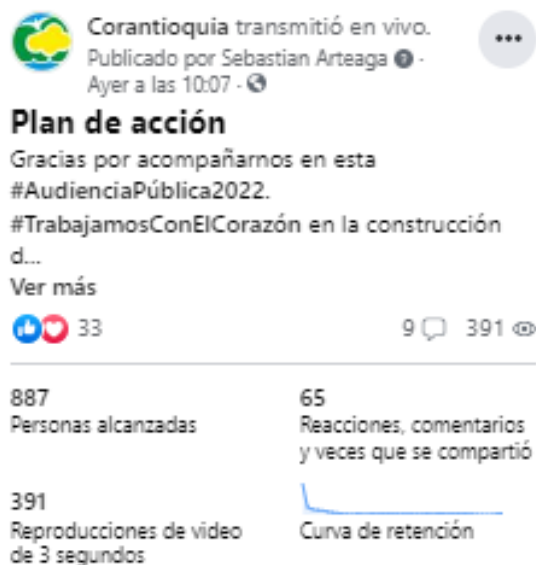 Corantioquia transmitió en vivo.
Publicado por Sebastian Arteaga ·
Ayer a las 10:07 ·
Plan de acción
Gracias por acompañarnos en esta
#AudienciaPública2022.
#TrabajamosConElCorazón en la construcción
d...
Ver más
33
9 391
887
Personas alcanzadas
65
Reacciones, comentarios
y veces que se compartió
391
Reproducciones de video
de 3 segundos
Curva de retención